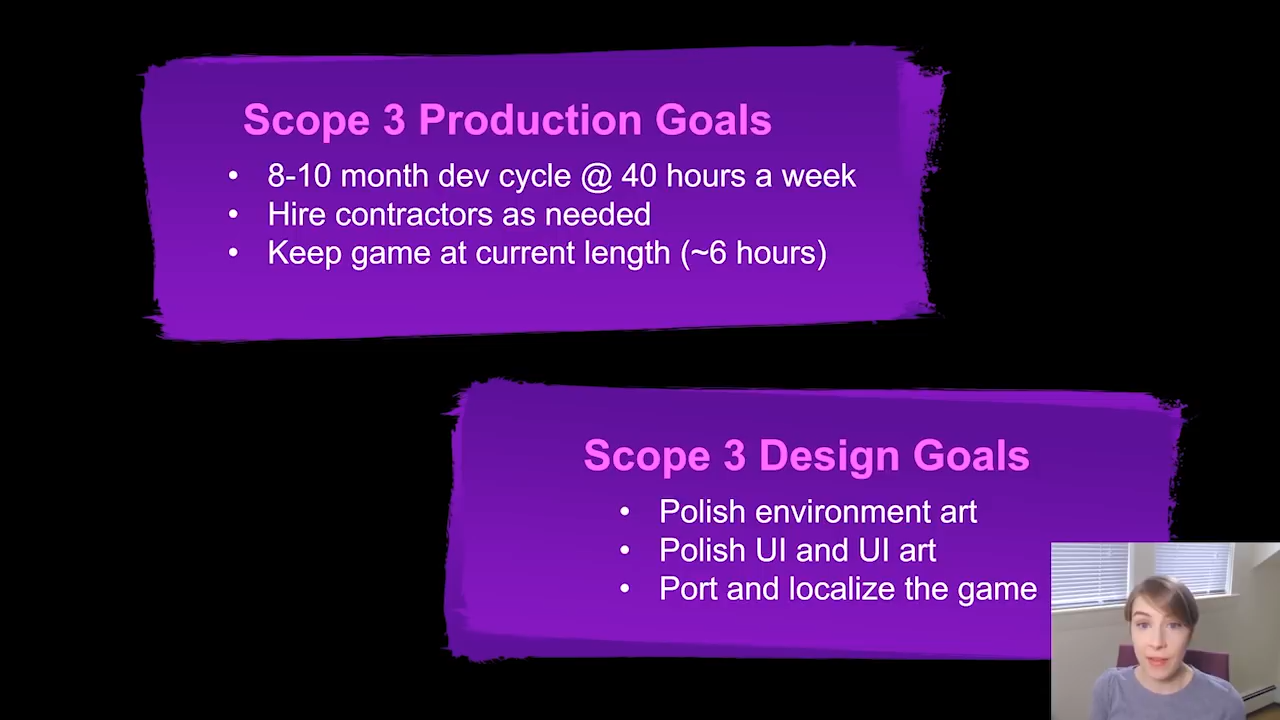 Scope 3 Production Goals
• 8-10 month dev cycle @ 40 hours a week
• Hire contractors as needed
• Keep game at current length (~6 hours)
Scope 3 Design Goals
• Polish environment art
• Polish UI and UI art
• Port and localize the game